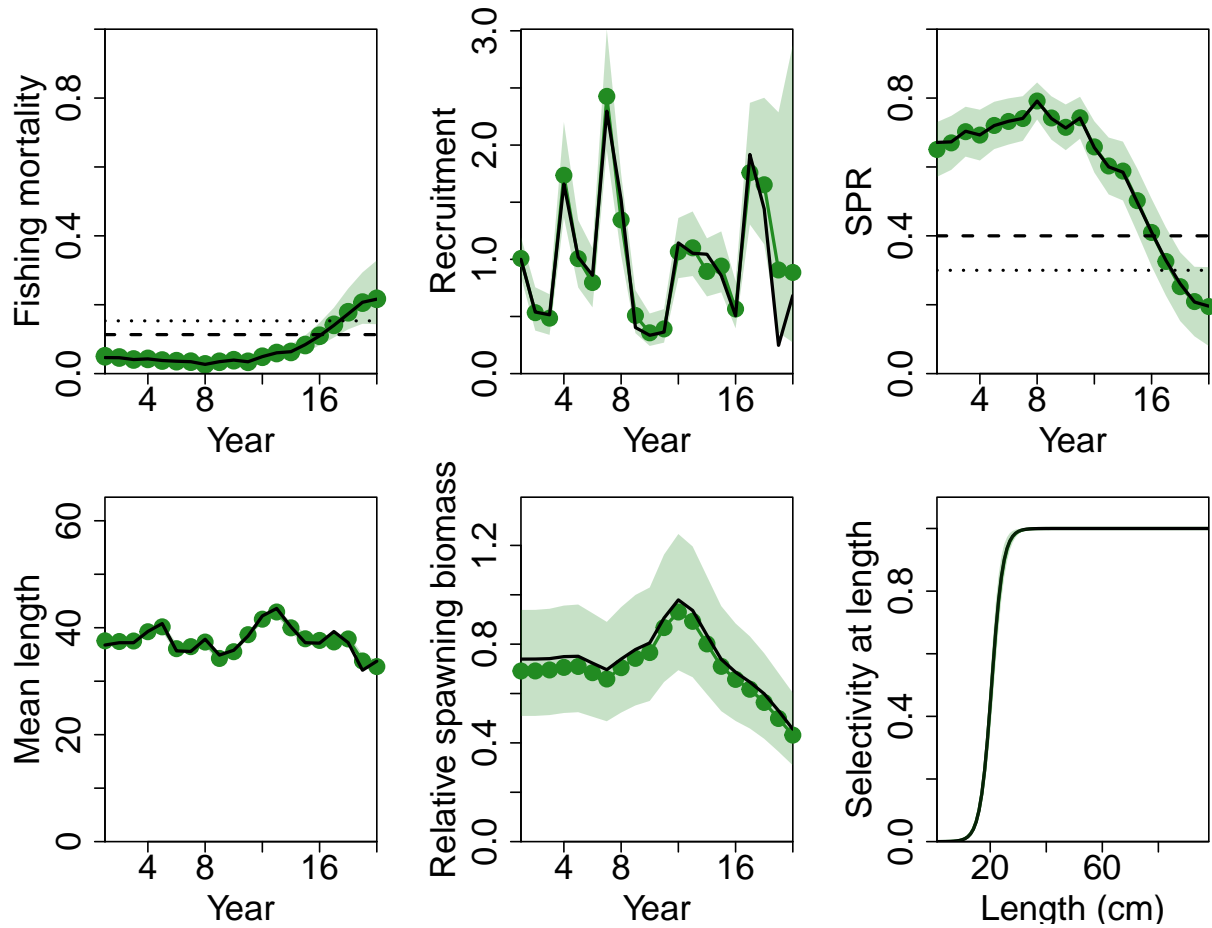 Fishing mortality
0.0 0.4 0.8
4 8 16
Year
Recruitment
0.0 1.0 2.0 3.0
4 8 16
Year
SPR
0.0 0.4 0.8
4 8 16
Year
Mean length
0 20 40 60
4 8 16
Year
Relative spawning biomass
0.0 0.4 0.8 1.2
4 8 16
Year
Selectivity at length
0.0 0.4 0.8
20 60
Length (cm)